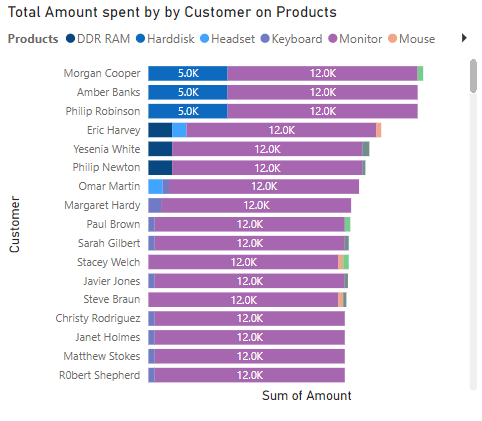 Total Amount spent by by Customer on Products
Products DDR RAM Harddisk Headset Keyboard Monitor Mouse
Morgan Cooper 5.0K 12.0K
Amber Banks 5.0K 12.0K
Philip Robinson 5.0K 12.0K
Eric Harvey 12.0K
Yesenia White 12.0K
Philip Newton 12.0K
Omar Martin 12.0K
Margaret Hardy 12.0K
Paul Brown 12.0K
Sarah Gilbert 12.0K
Stacey Welch 12.0K
Javier Jones 12.0K
Steve Braun 12.0K
Christy Rodriguez 12.0K
Janet Holmes 12.0K
Matthew Stokes 12.0K
R0bert Shepherd 12.0K
Customer
Sum of Amount